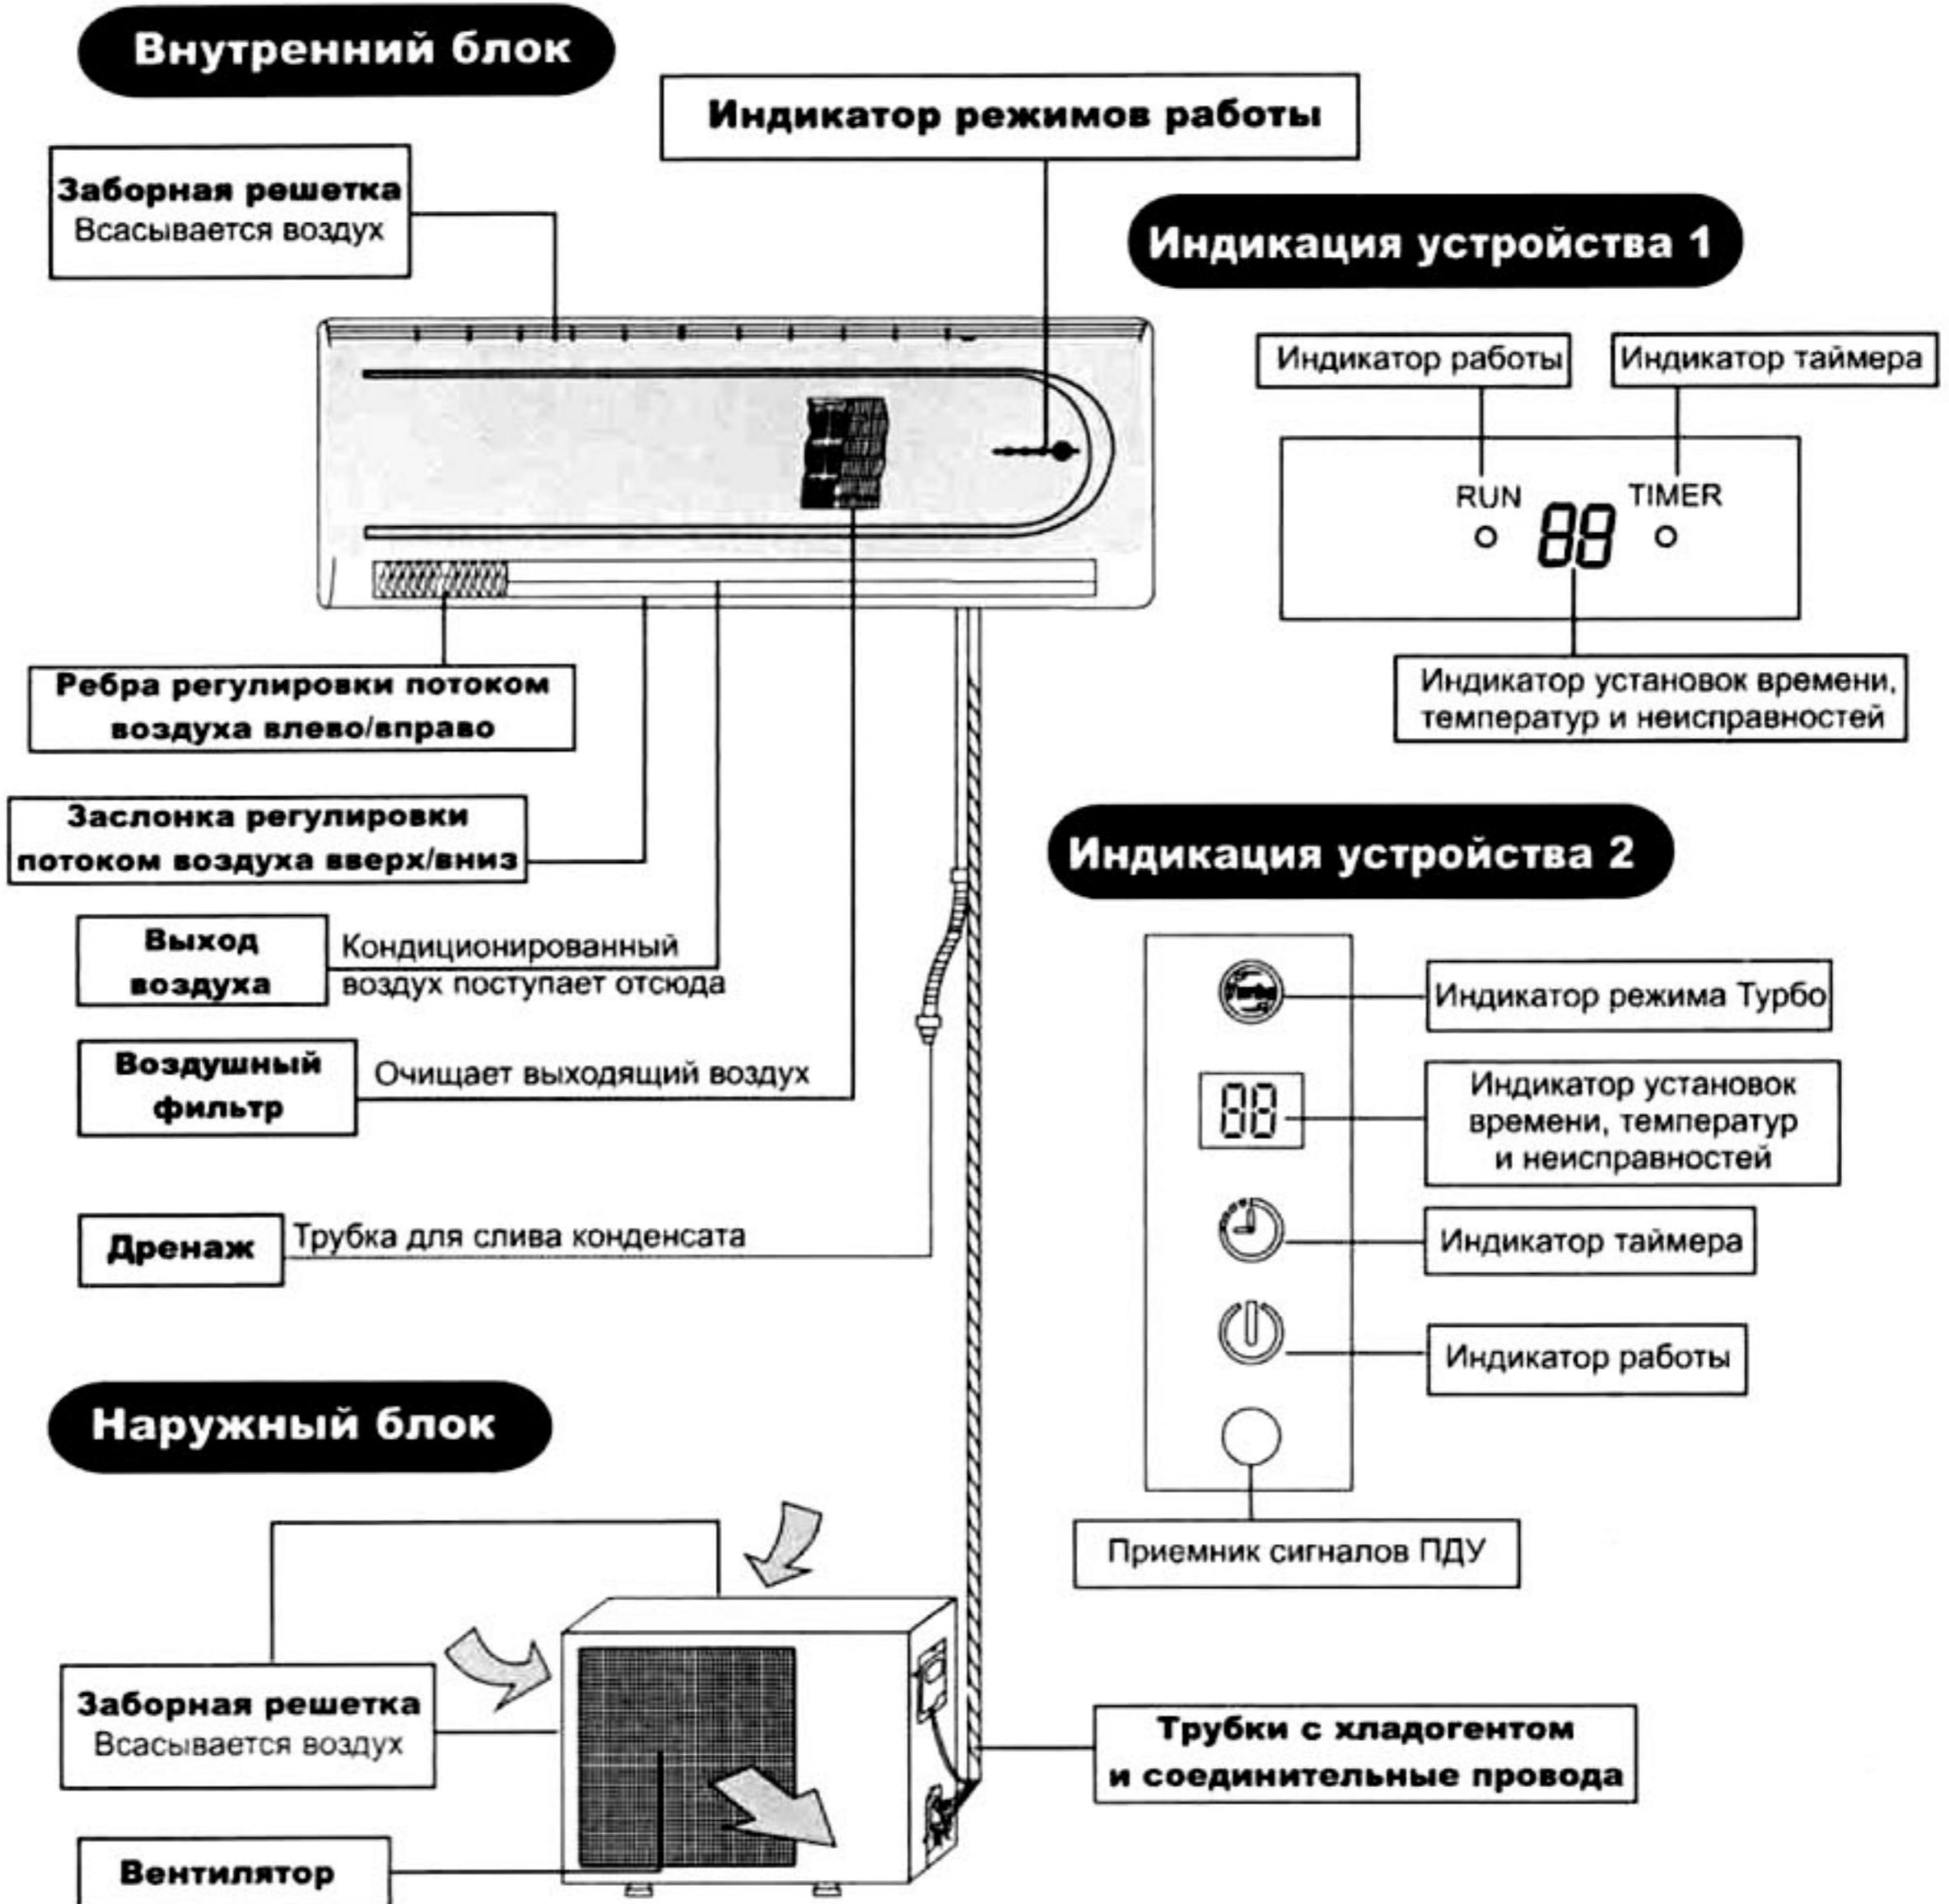 Внутренний блок
Индикатор режимов работы
Заборная решетка
Всасывается воздух
Индикация устройства 1
Индикатор работы
Индикатор таймера
RUN
TIMER
88
Индикатор установок времени,
температур и неисправностей
Ребра регулировки потоком
воздуха влево/вправо
Заслонка регулировки
потоком воздуха вверх/вниз
Выход
воздуха
Кондиционированный
воздух поступает отсюда
Воздушный
фильтр
Очищает выходящий воздух
Дренаж
Трубка для слива конденсата
Индикация устройства 2
Turbo
Индикатор режима Турбо
88
Индикатор установок
времени, температур
и неисправностей
Индикатор таймера
Индикатор работы
Приемник сигналов ПДУ
Наружный блок
Заборная решетка
Всасывается воздух
Трубки с хладогентом
и соединительные провода
Вентилятор